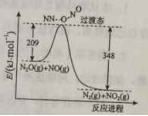 NN--O-N-O 过渡态
E/(kJ·mol⁻¹)
209
348
N₂O(g)+NO(g)
N₂(g)+NO₂(g)
反应进程